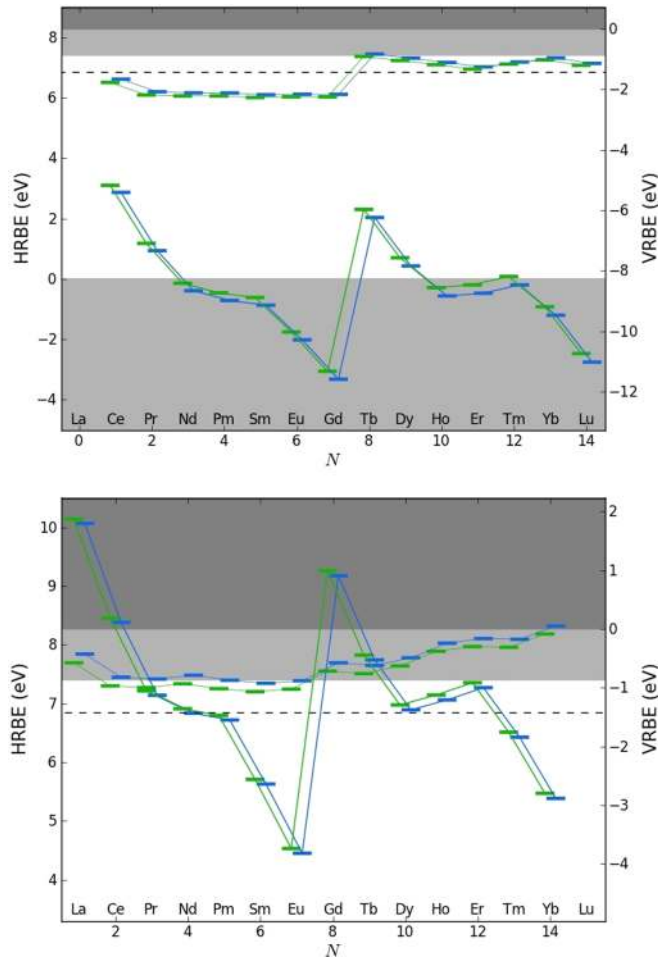 8
6
4
2
0
−2
−4
HRBE (eV)
0
−2
−4
−6
−8
−10
−12
VRBE (eV)
La Ce Pr Nd Pm Sm Eu Gd Tb Dy Ho Er Tm Yb Lu
0 2 4 6 8 10 12 14
N
10
9
8
7
6
5
4
HRBE (eV)
2
1
0
−1
−2
−3
−4
VRBE (eV)
La Ce Pr Nd Pm Sm Eu Gd Tb Dy Ho Er Tm Yb Lu
2 4 6 8 10 12 14
N